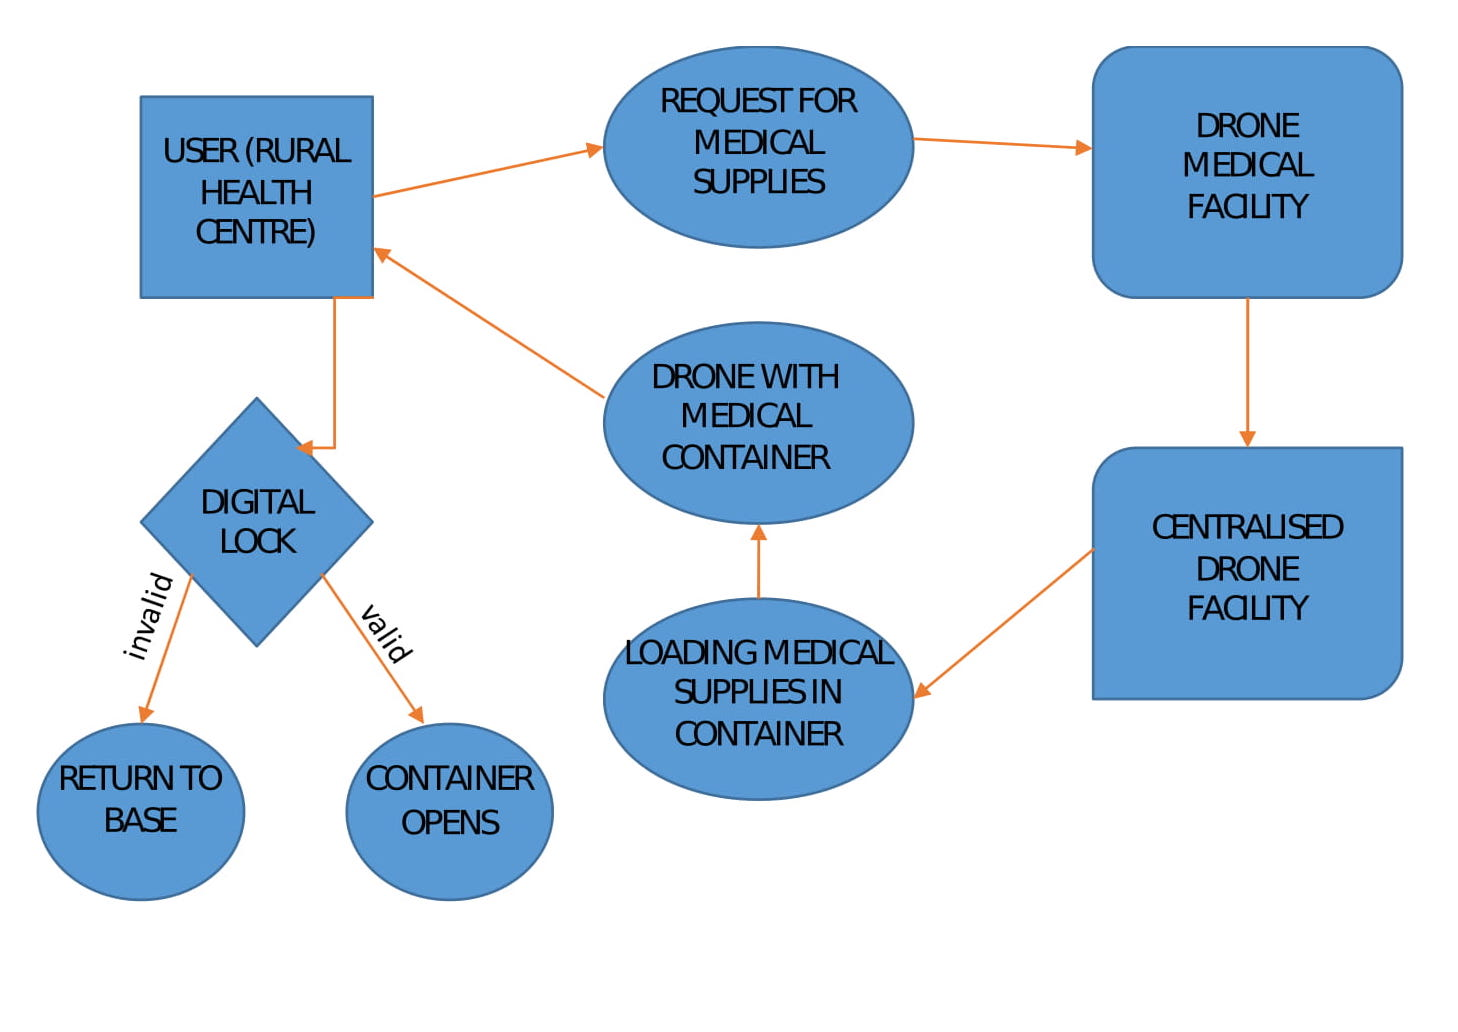 USER (RURAL
HEALTH
CENTRE)
REQUEST FOR
MEDICAL
SUPPLIES
DRONE
MEDICAL
FACILITY
DRONE WITH
MEDICAL
CONTAINER
DIGITAL
LOCK
CENTRALISED
DRONE
FACILITY
invalid
valid
LOADING MEDICAL
SUPPLIES IN
CONTAINER
RETURN TO
BASE
CONTAINER
OPENS